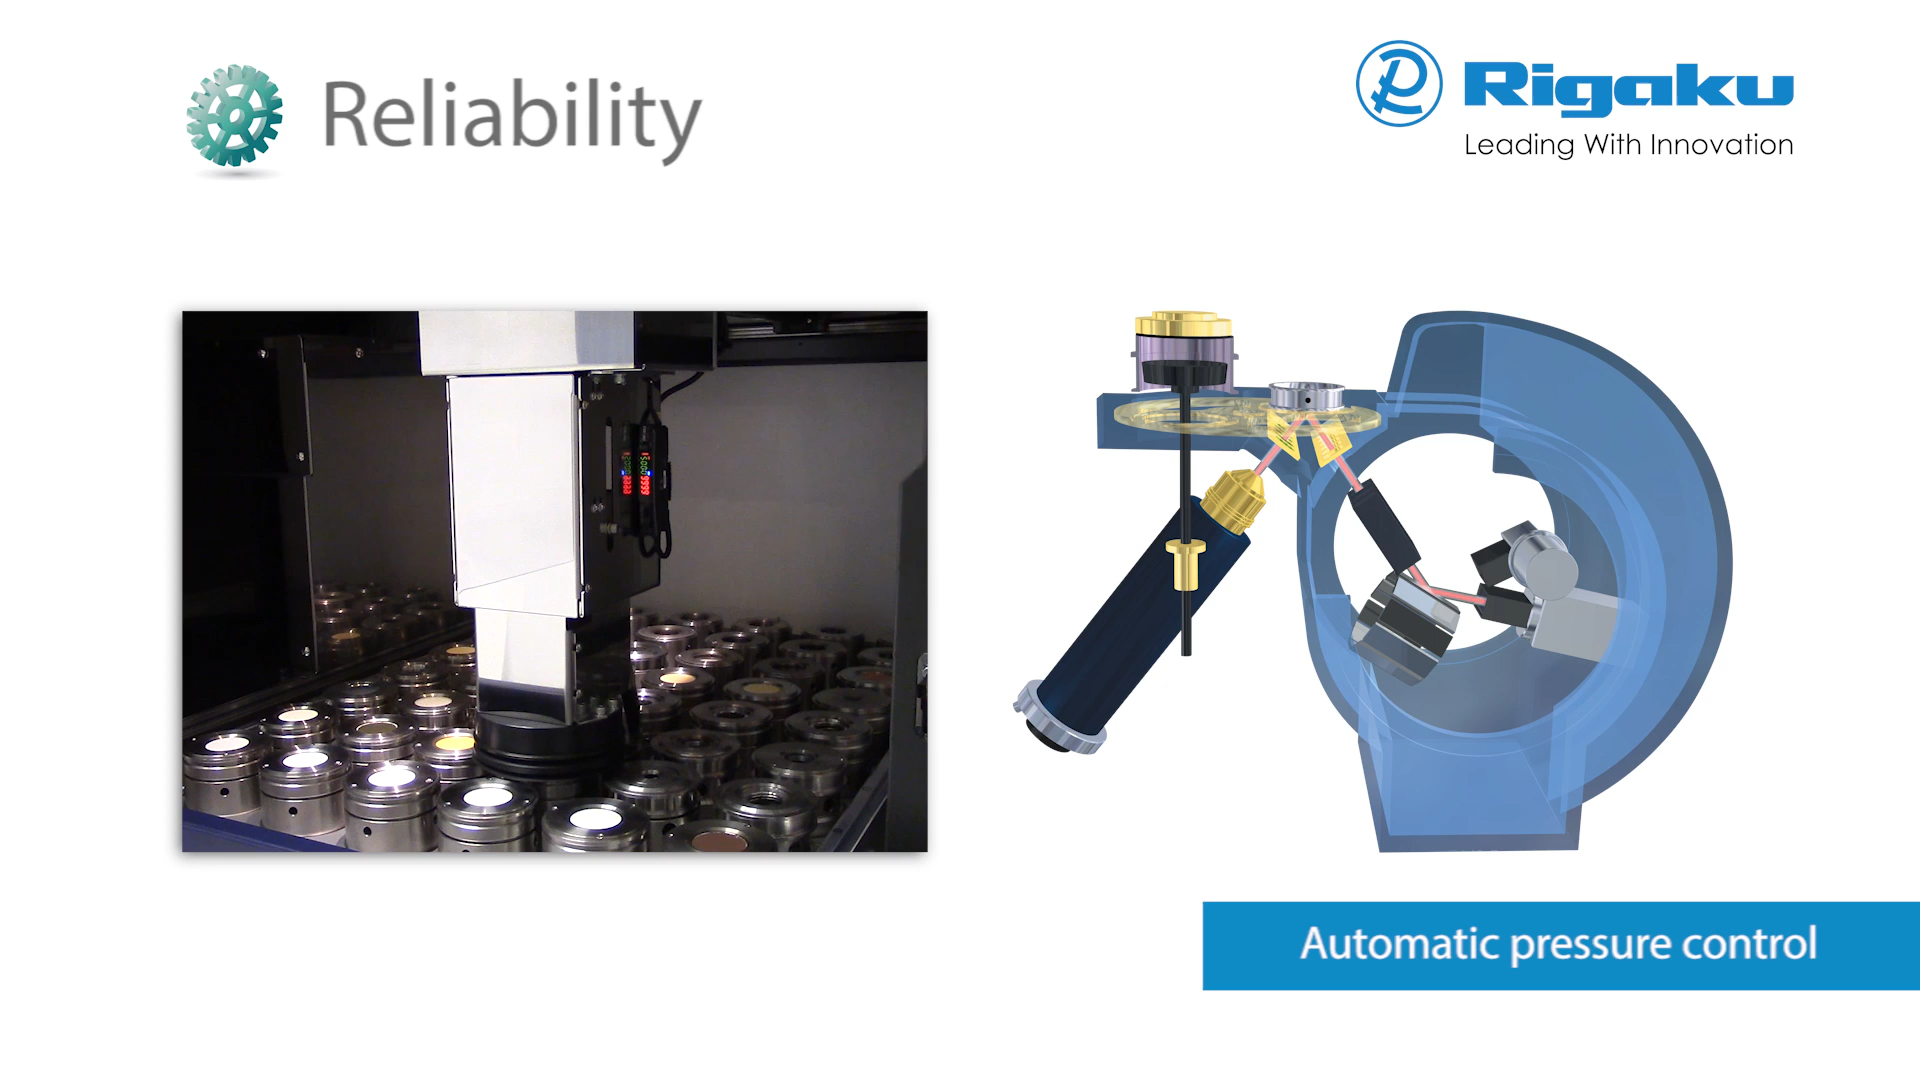 Reliability
Rigaku
Leading With Innovation
Automatic pressure control